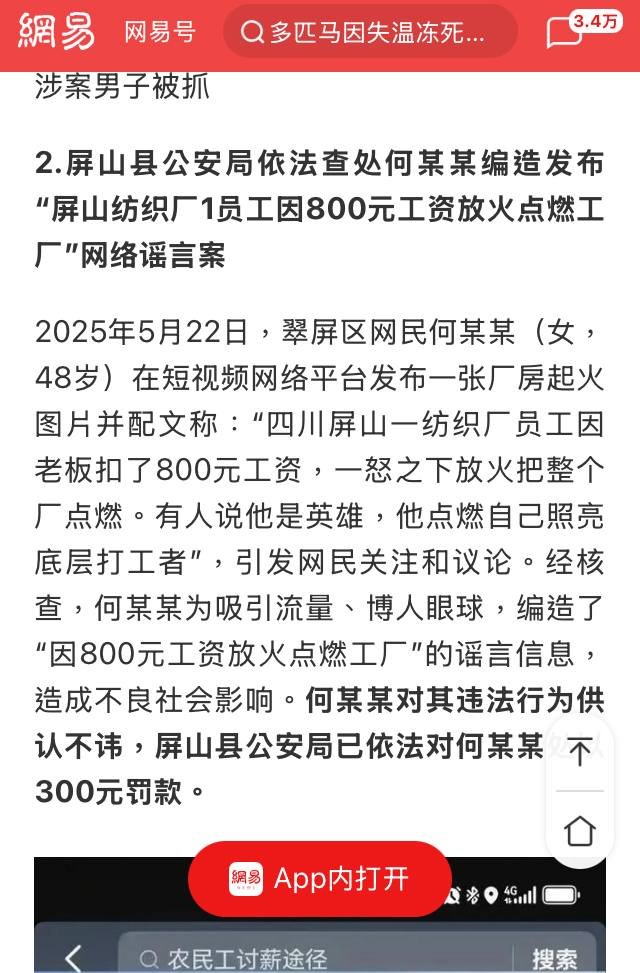 網易 网易号 多匹马因失温冻死... 3.4万
涉案男子被抓
2.屏山县公安局依法查处何某某编造发布
“屏山纺织厂1员工因800元工资放火点燃工
厂”网络谣言案
2025年5月22日，翠屏区网民何某某（女，
48岁）在短视频网络平台发布一张厂房起火
图片并配文称：“四川屏山一纺织厂员工因
老板扣了800元工资，一怒之下放火把整个
厂点燃。有人说他是英雄，他点燃自己照亮
底层打工者”，引发网民关注和议论。经核
查，何某某为吸引流量、博人眼球，编造了
“因800元工资放火点燃工厂”的谣言信息，
造成不良社会影响。何某某对其违法行为供
认不讳，屏山县公安局已依法对何某某处以
300元罚款。
網易 NEWS App内打开
4G
农民工讨薪途径 搜索